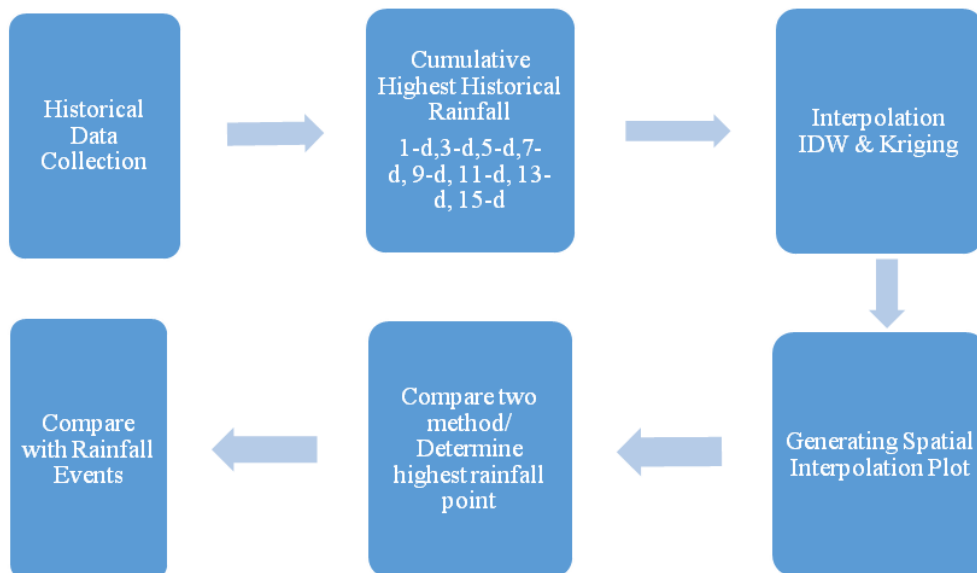 Historical
Data
Collection
Cumulative
Highest Historical
Rainfall
1-d,3-d,5-d,7-
d, 9-d, 11-d, 13-
d, 15-d
Interpolation
IDW & Kriging
Generating Spatial
Interpolation Plot
Compare two
method/
Determine
highest rainfall
point
Compare
with Rainfall
Events